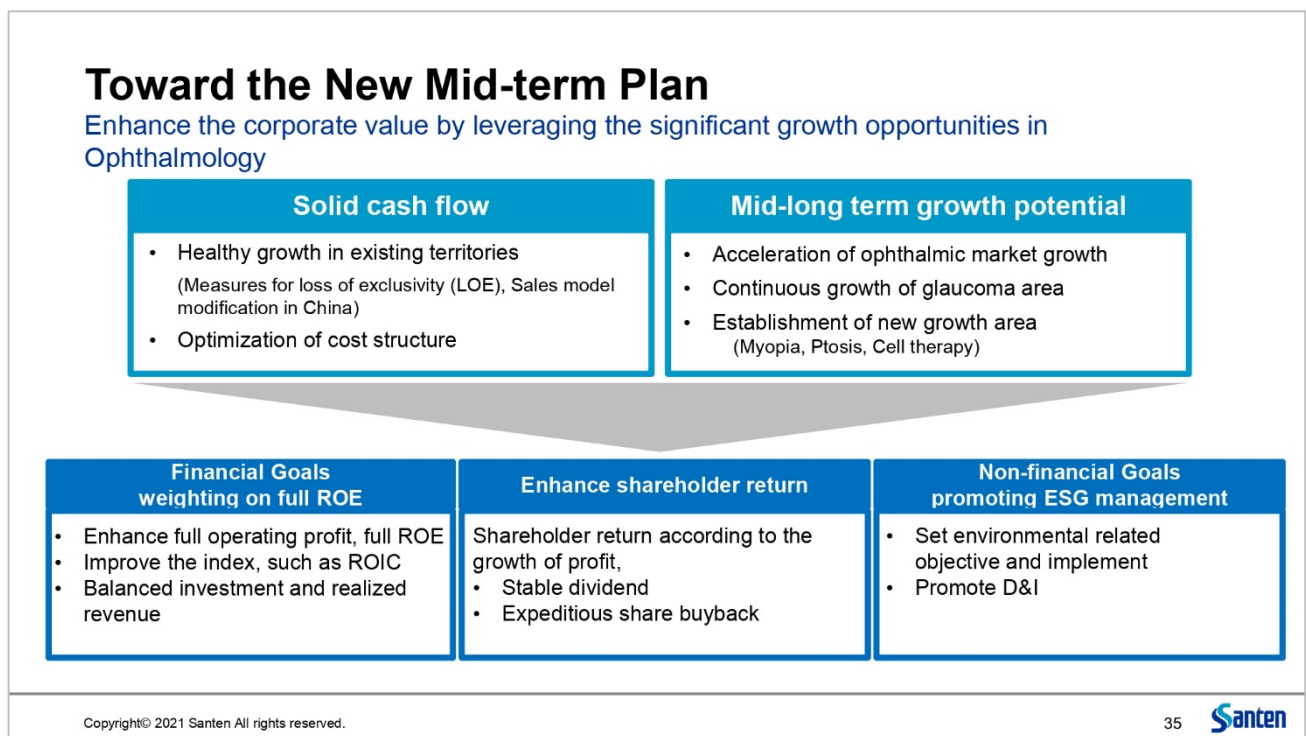 Toward the New Mid-term Plan
Enhance the corporate value by leveraging the significant growth opportunities in
Ophthalmology
Solid cash flow
• Healthy growth in existing territories
(Measures for loss of exclusivity (LOE), Sales model
modification in China)
• Optimization of cost structure
Mid-long term growth potential
• Acceleration of ophthalmic market growth
• Continuous growth of glaucoma area
• Establishment of new growth area
(Myopia, Ptosis, Cell therapy)
Financial Goals
weighting on full ROE
• Enhance full operating profit, full ROE
• Improve the index, such as ROIC
• Balanced investment and realized
revenue
Enhance shareholder return
Shareholder return according to the
growth of profit,
• Stable dividend
• Expeditious share buyback
Non-financial Goals
promoting ESG management
• Set environmental related
objective and implement
• Promote D&I
Copyright© 2021 Santen All rights reserved.
35
Santen